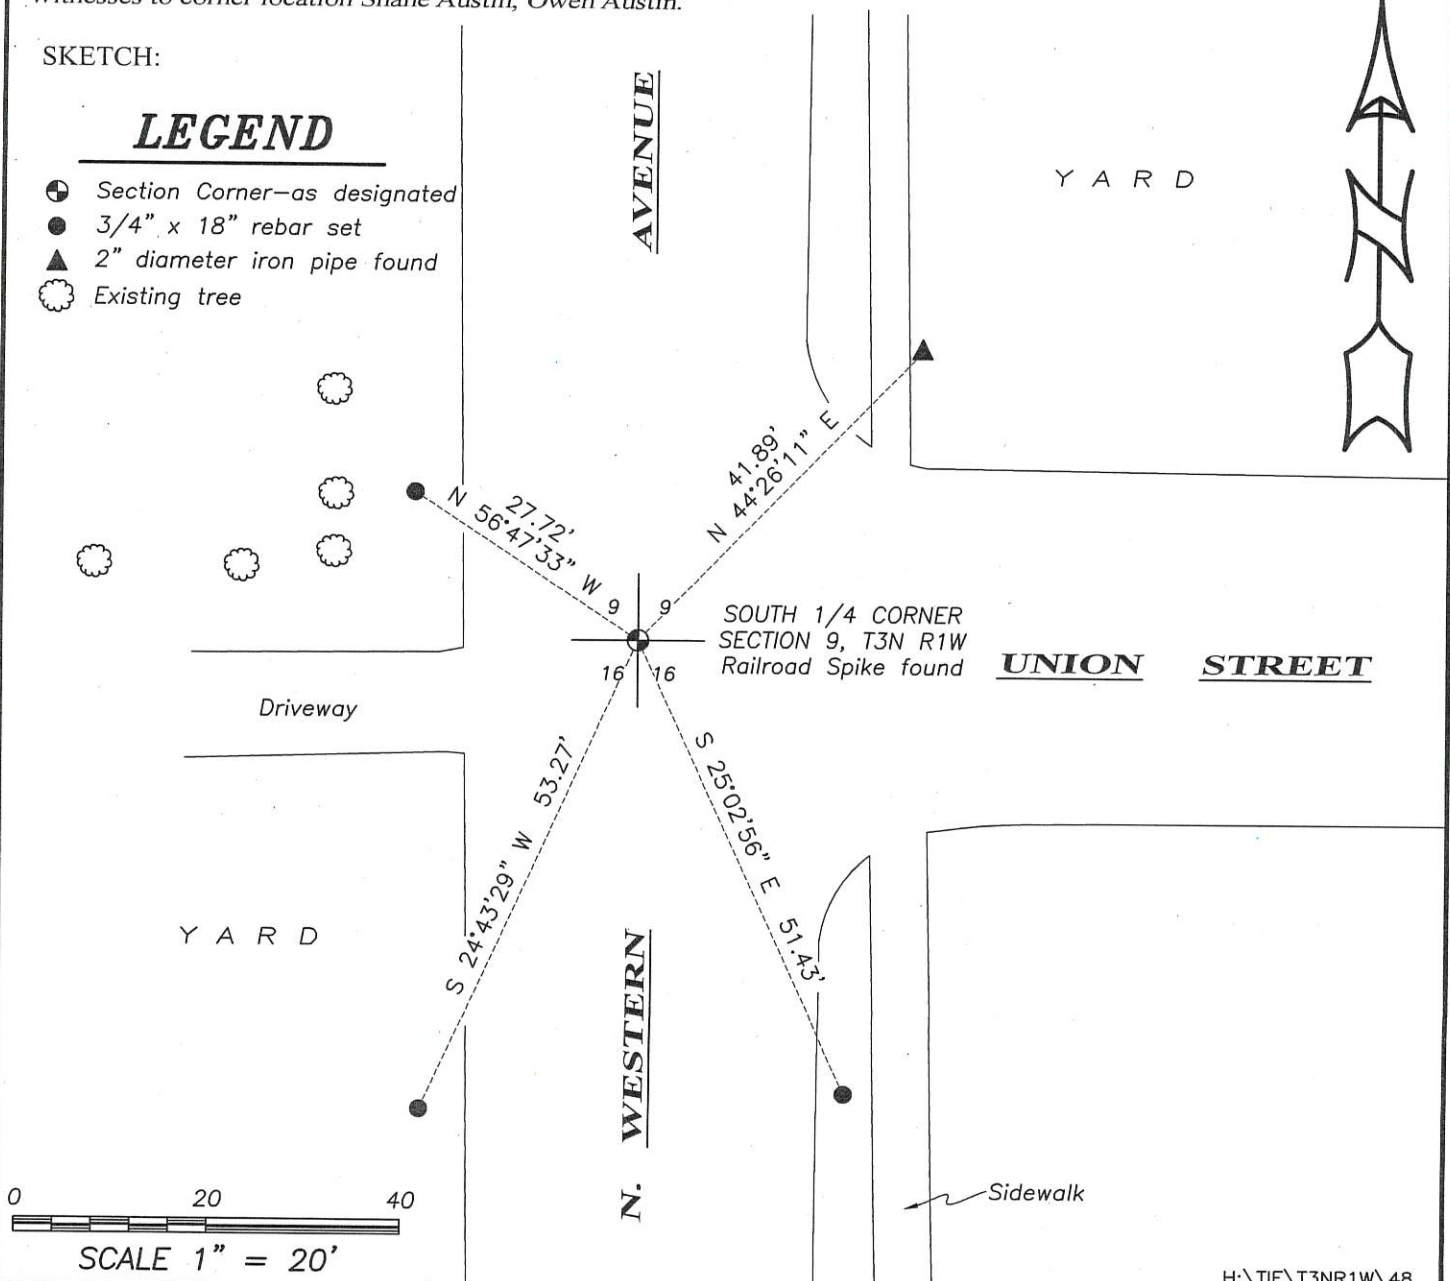 Witnesses to corner location Shane Austin, Owen Austin.
SKETCH:
LEGEND
Section Corner—as designated
3/4" x 18" rebar set
2" diameter iron pipe found
Existing tree
AVENUE
YARD
N
41.89'
N 44°26'11" E
27.72'
N 56°47'33" W
9 9
16 16
SOUTH 1/4 CORNER
SECTION 9, T3N R1W
Railroad Spike found
UNION STREET
Driveway
S 24°43'29" W 53.27'
S 25°02'56" E 51.43'
YARD
N. WESTERN
Sidewalk
0 20 40
SCALE 1" = 20'
H:\TIF\T3NR1W\48